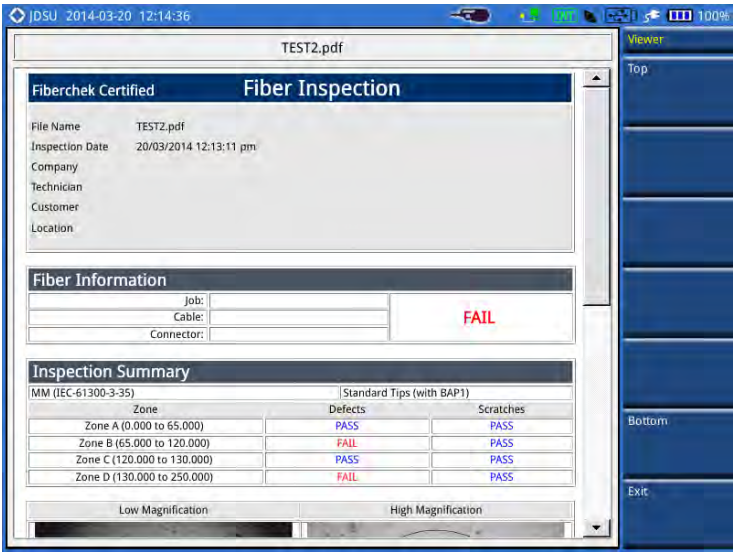 JDSU 2014-03-20 12:14:36
INT
100%
TEST2.pdf
Viewer
Top
Bottom
Exit
Fiberchek Certified Fiber Inspection
File Name TEST2.pdf
Inspection Date 20/03/2014 12:13:11 pm
Company
Technician
Customer
Location
Fiber Information
Job:
Cable:
Connector:
FAIL
Inspection Summary
MM (IEC-61300-3-35) Standard Tips (with BAP1)
Zone Defects Scratches
Zone A (0.000 to 65.000) PASS PASS
Zone B (65.000 to 120.000) FAIL PASS
Zone C (120.000 to 130.000) PASS PASS
Zone D (130.000 to 250.000) FAIL PASS
Low Magnification High Magnification